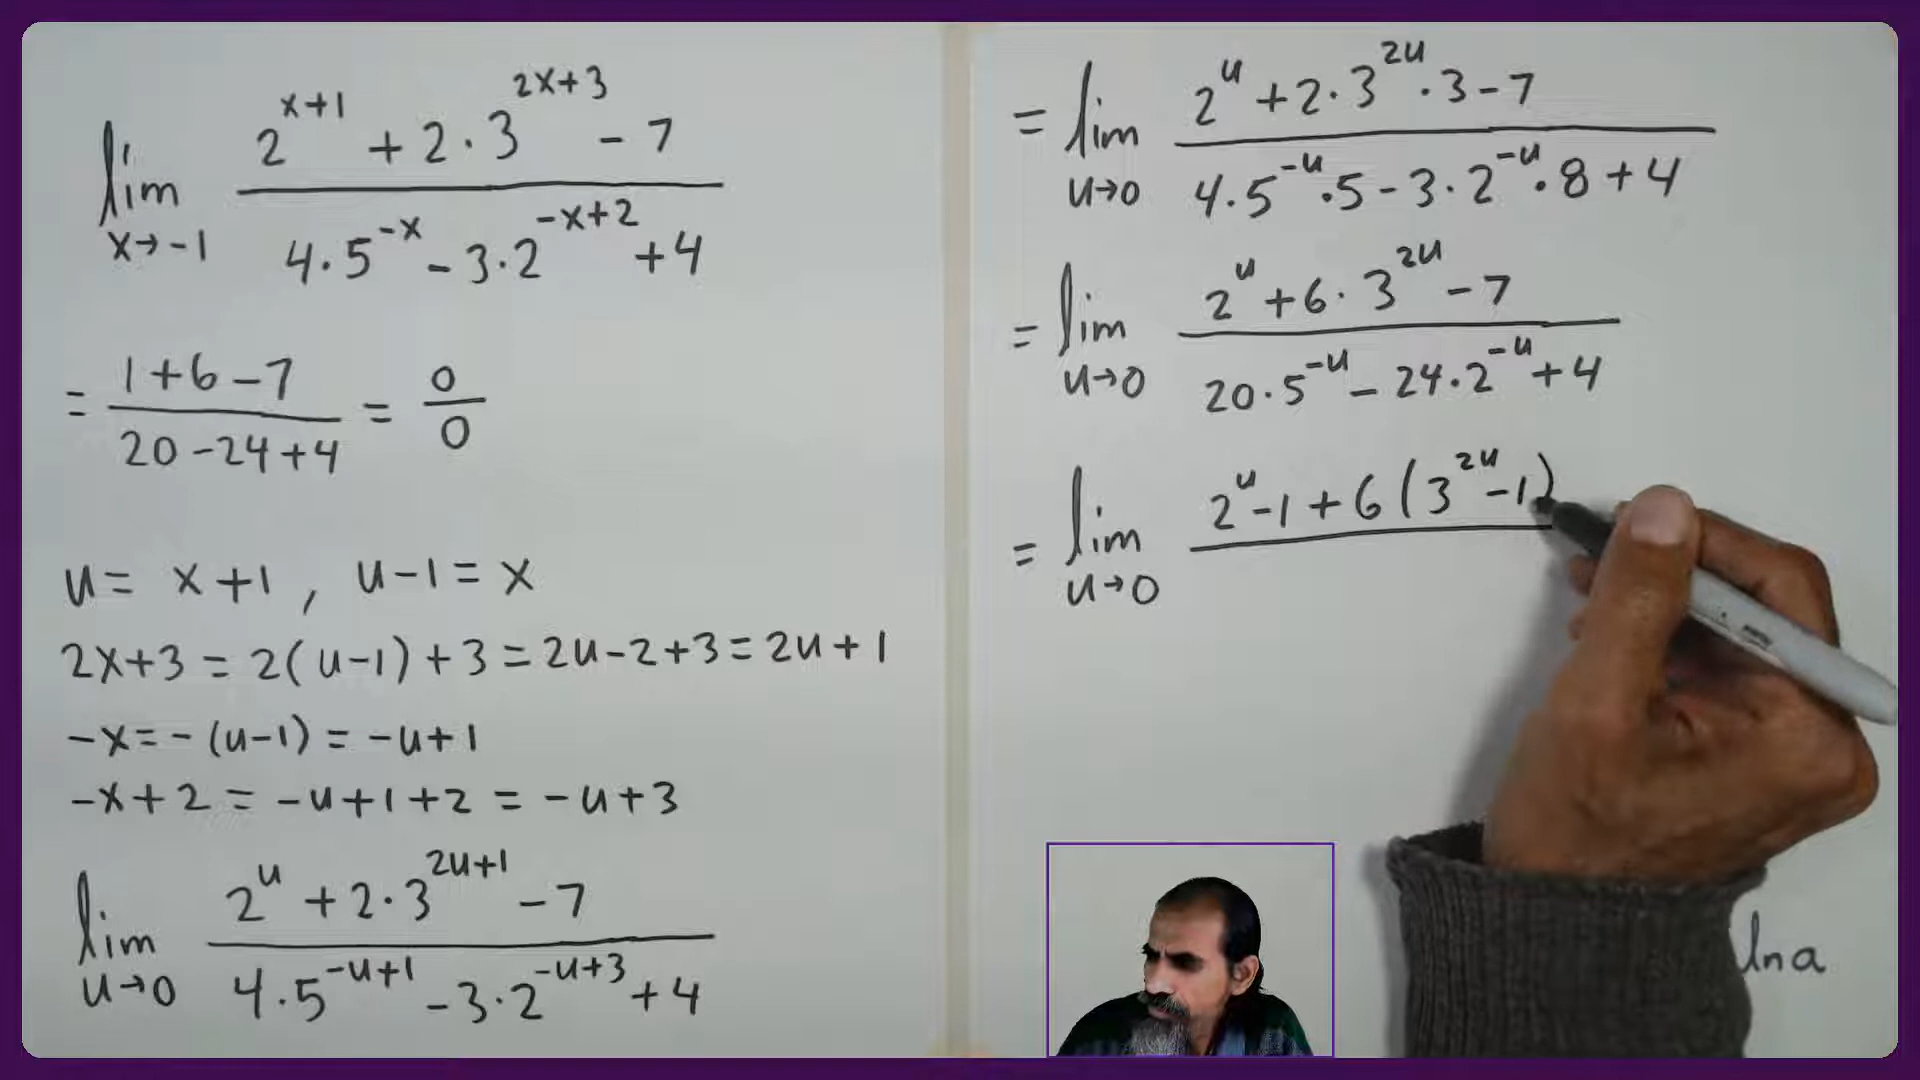 lim x→-1 (2^(x+1) + 2·3^(2x+3) - 7) / (4·5^(-x) - 3·2^(-x+2) + 4)
= (1+6-7) / (20-24+4) = 0/0
u = x+1 , u-1 = x
2x+3 = 2(u-1)+3 = 2u-2+3 = 2u+1
-x = -(u-1) = -u+1
-x+2 = -u+1+2 = -u+3
lim u→0 (2^u + 2·3^(2u+1) - 7) / (4·5^(-u+1) - 3·2^(-u+3) + 4)
= lim u→0 (2^u + 2·3^(2u)·3 - 7) / (4·5^(-u)·5 - 3·2^(-u)·8 + 4)
= lim u→0 (2^u + 6·3^(2u) - 7) / (20·5^(-u) - 24·2^(-u) + 4)
= lim u→0 2^u - 1 + 6(3^(2u) - 1)
ln a